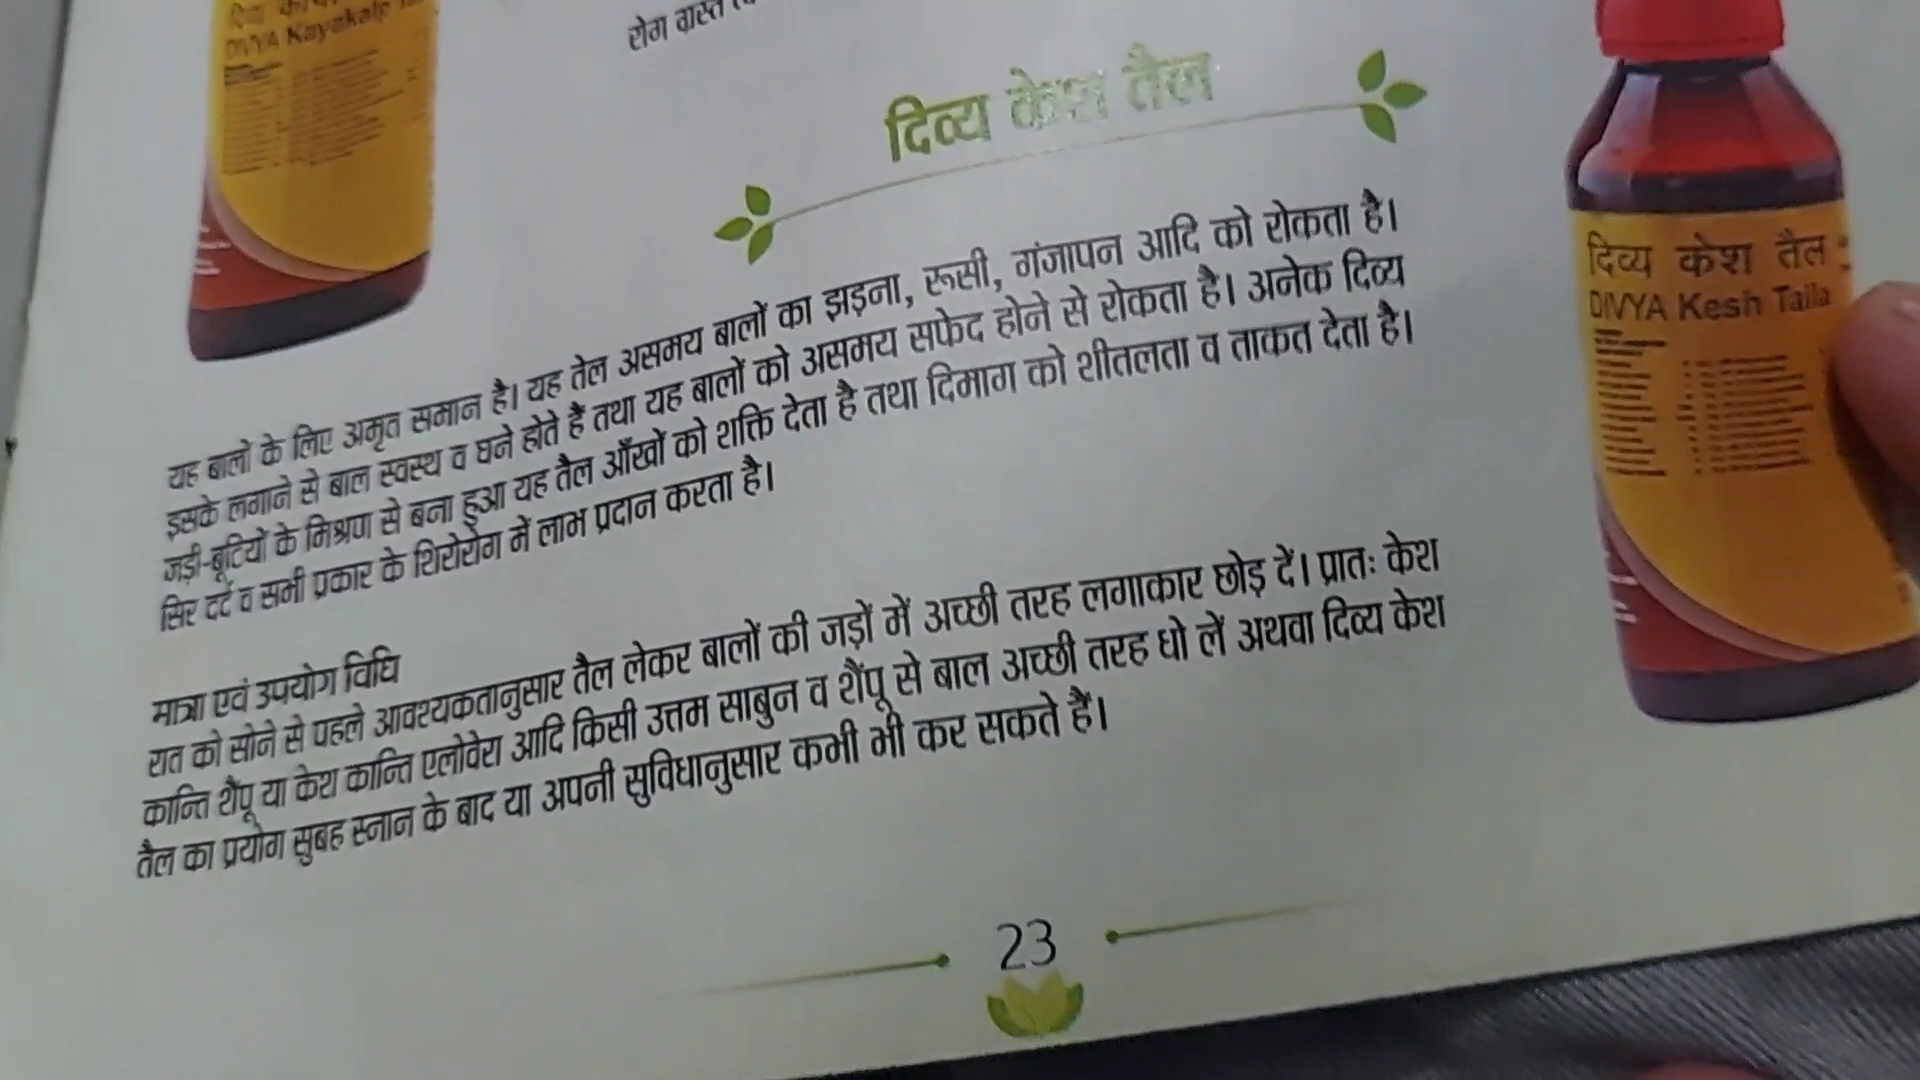 DIVYA Kayakalp
रोग वास्त
दिव्य केश तैल
यह बालों के लिए अमृत समान है। यह तेल असमय बालों का झड़ना, रूसी, गंजापन आदि को रोकता है।
इसके लगाने से बाल स्वस्थ व घने होते हैं तथा यह बालों को असमय सफेद होने से रोकता है। अनेक दिव्य
जड़ी-बूटियों के मिश्रण से बना हुआ यह तैल आँखों को शक्ति देता है तथा दिमाग को शीतलता व ताकत देता है।
सिर दर्द व सभी प्रकार के शिरोरोग में लाभ प्रदान करता है।
मात्रा एवं उपयोग विधि
रात को सोने से पहले आवश्यकतानुसार तैल लेकर बालों की जड़ों में अच्छी तरह लगाकार छोड़ दें। प्रातः केश
कान्ति शैंपू या केश कान्ति एलोवेरा आदि किसी उत्तम साबुन व शैंपू से बाल अच्छी तरह धो लें अथवा दिव्य केश
तैल का प्रयोग सुबह स्नान के बाद या अपनी सुविधानुसार कभी भी कर सकते हैं।
दिव्य केश तैल
DIVYA Kesh Taila
23